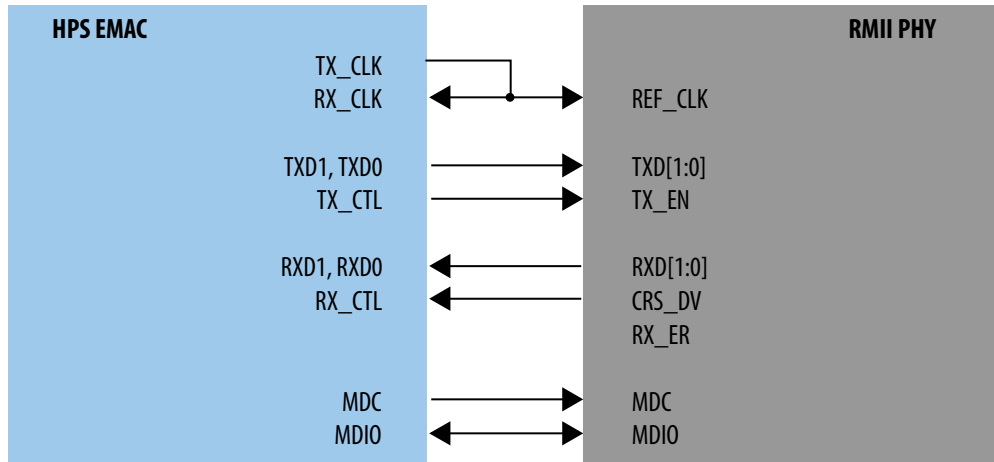 HPS EMAC RMII PHY
TX_CLK
RX_CLK REF_CLK
TXD1, TXD0 TXD[1:0]
TX_CTL TX_EN
RXD1, RXD0 RXD[1:0]
RX_CTL CRS_DV
RX_ER
MDC MDC
MDIO MDIO